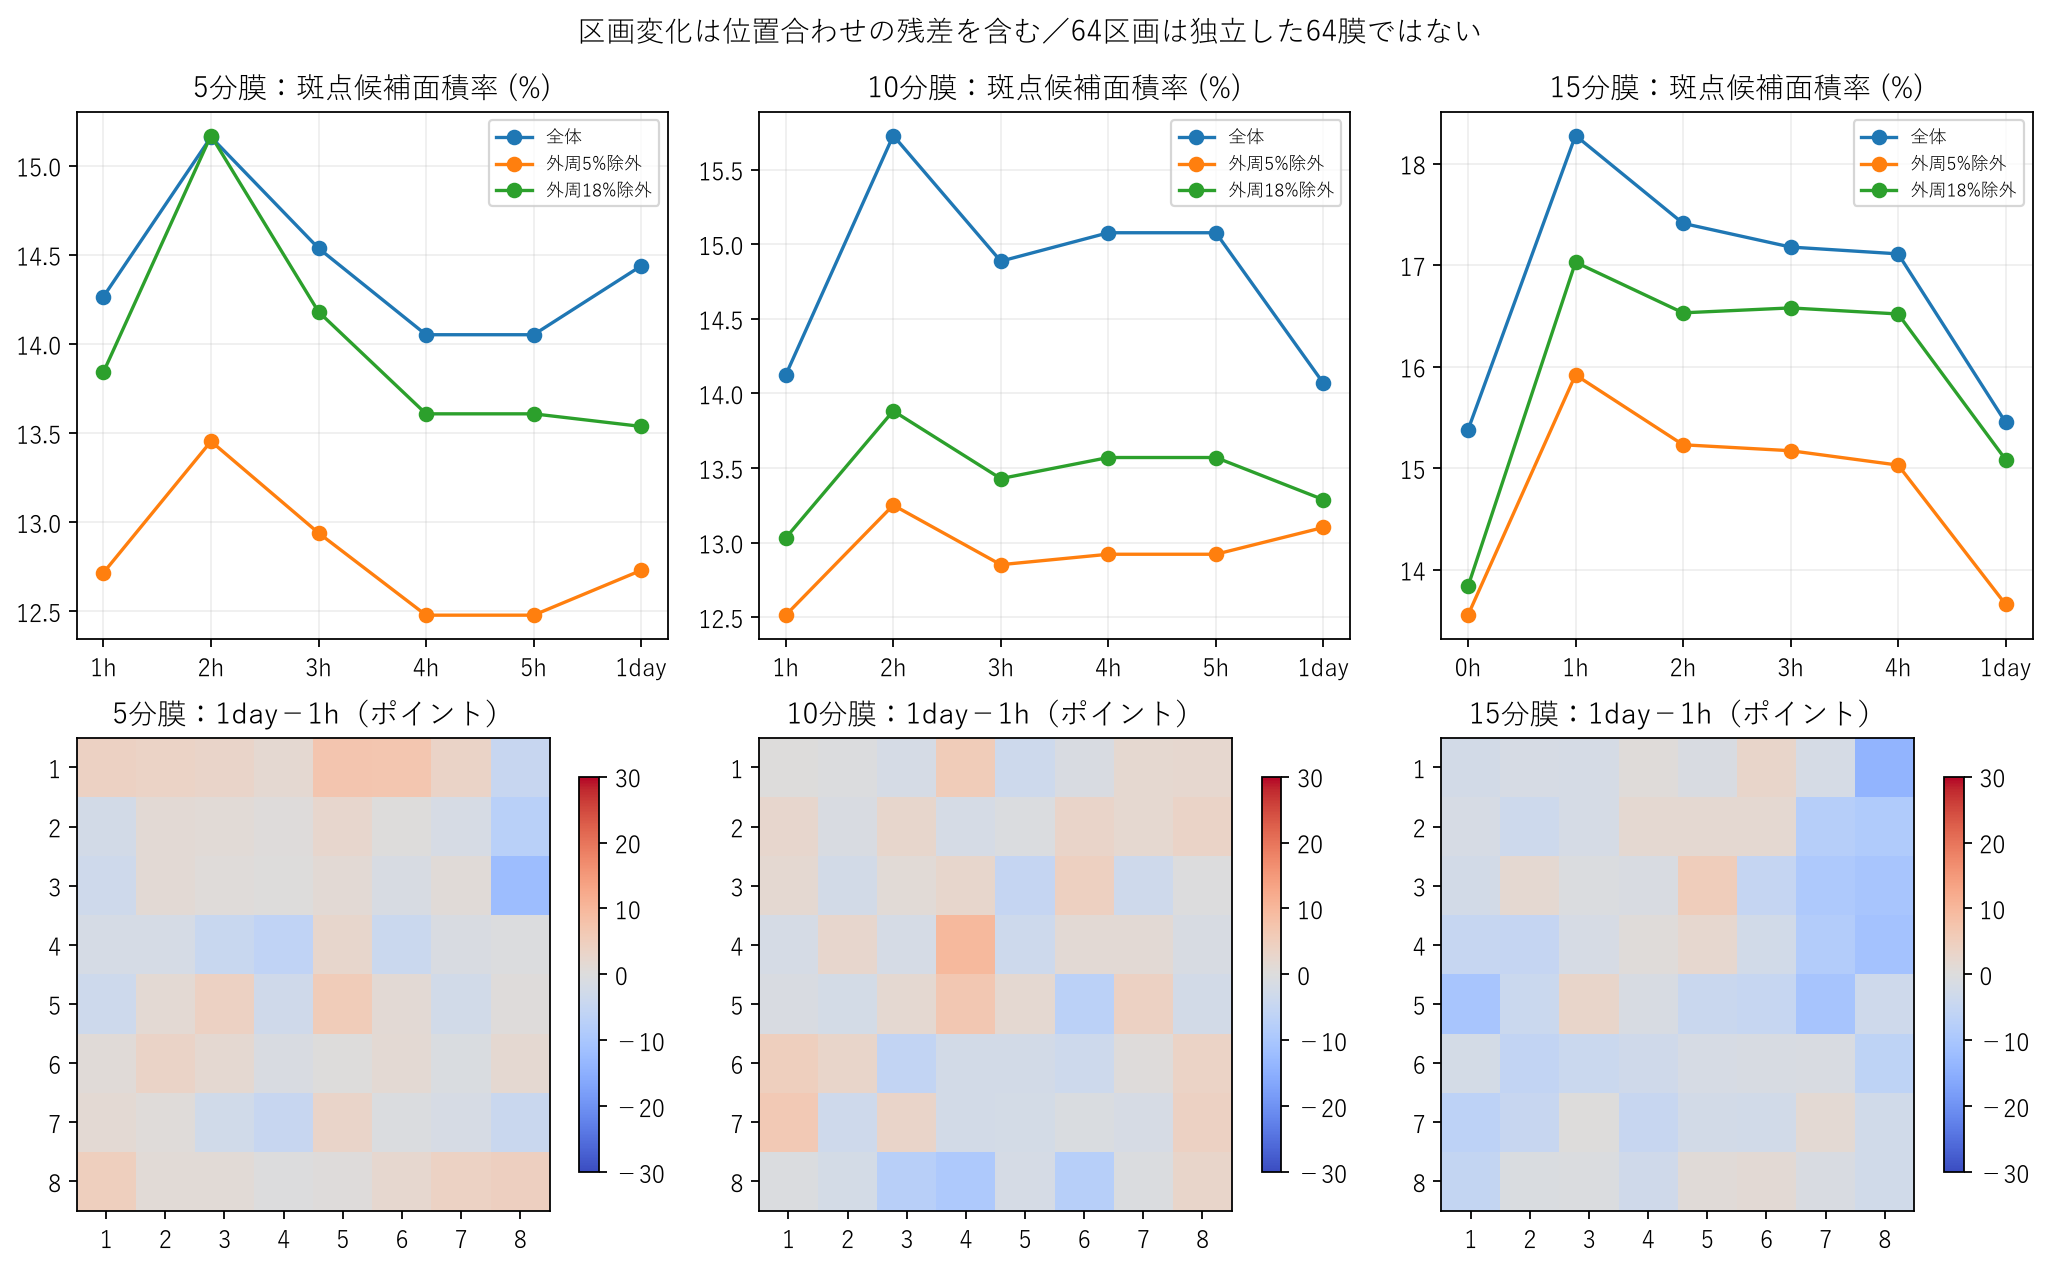 区画変化は位置合わせの残差を含む／64区画は独立した64膜ではない
5分膜：斑点候補面積率 (%)
15.0
14.5
14.0
13.5
13.0
12.5
全体
外周5%除外
外周18%除外
1h 2h 3h 4h 5h 1day
10分膜：斑点候補面積率 (%)
15.5
15.0
14.5
14.0
13.5
13.0
12.5
全体
外周5%除外
外周18%除外
1h 2h 3h 4h 5h 1day
15分膜：斑点候補面積率 (%)
18
17
16
15
14
全体
外周5%除外
外周18%除外
0h 1h 2h 3h 4h 1day
5分膜：1day－1h（ポイント）
1
2
3
4
5
6
7
8
1 2 3 4 5 6 7 8
30
20
10
0
−10
−20
−30
10分膜：1day－1h（ポイント）
1
2
3
4
5
6
7
8
1 2 3 4 5 6 7 8
30
20
10
0
−10
−20
−30
15分膜：1day－1h（ポイント）
1
2
3
4
5
6
7
8
1 2 3 4 5 6 7 8
30
20
10
0
−10
−20
−30